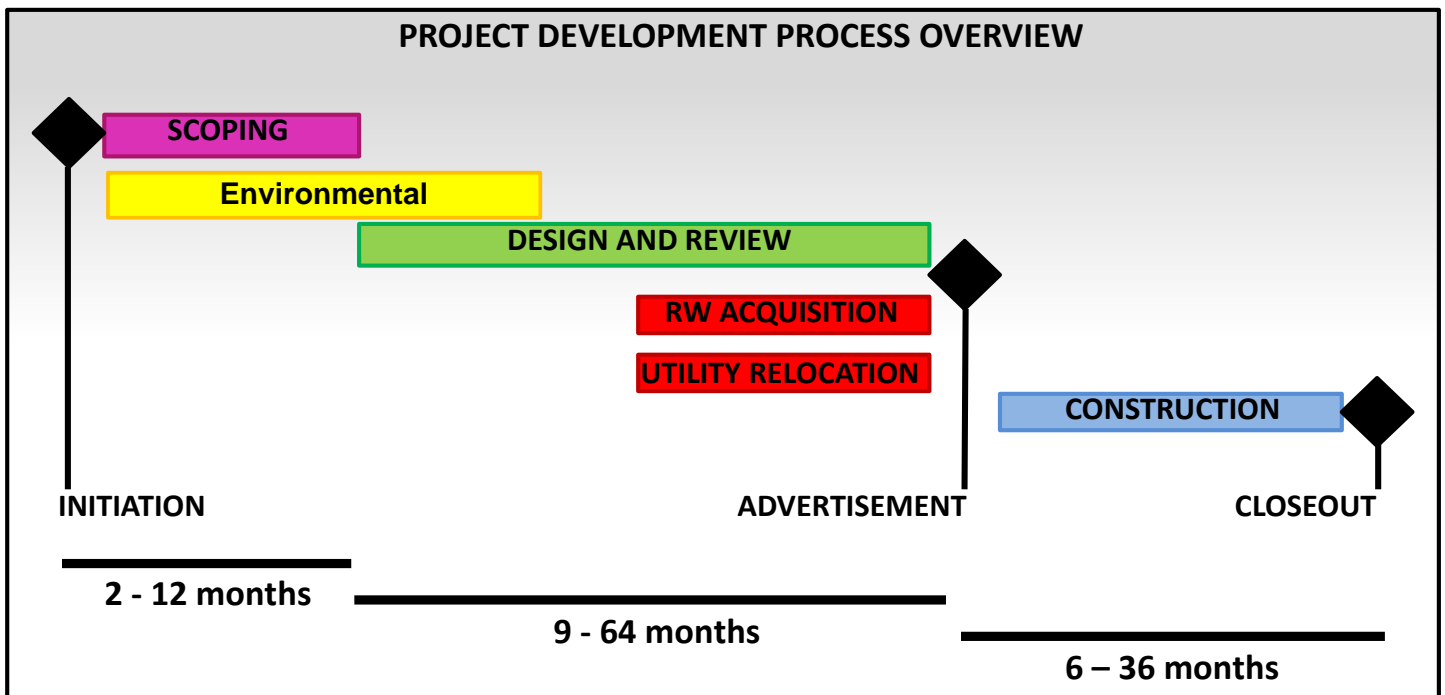 PROJECT DEVELOPMENT PROCESS OVERVIEW
SCOPING
Environmental
DESIGN AND REVIEW
RW ACQUISITION
UTILITY RELOCATION
CONSTRUCTION
INITIATION
ADVERTISEMENT
CLOSEOUT
2 - 12 months
9 - 64 months
6 – 36 months